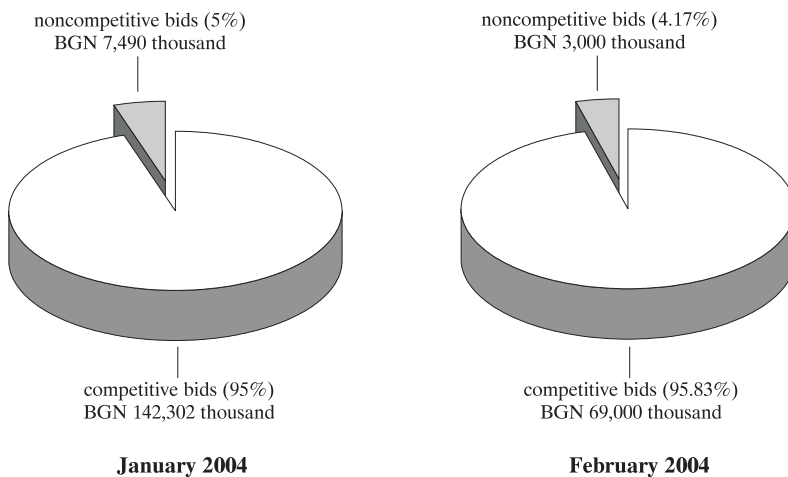 noncompetitive bids (5%)
BGN 7,490 thousand
competitive bids (95%)
BGN 142,302 thousand
January 2004
noncompetitive bids (4.17%)
BGN 3,000 thousand
competitive bids (95.83%)
BGN 69,000 thousand
February 2004